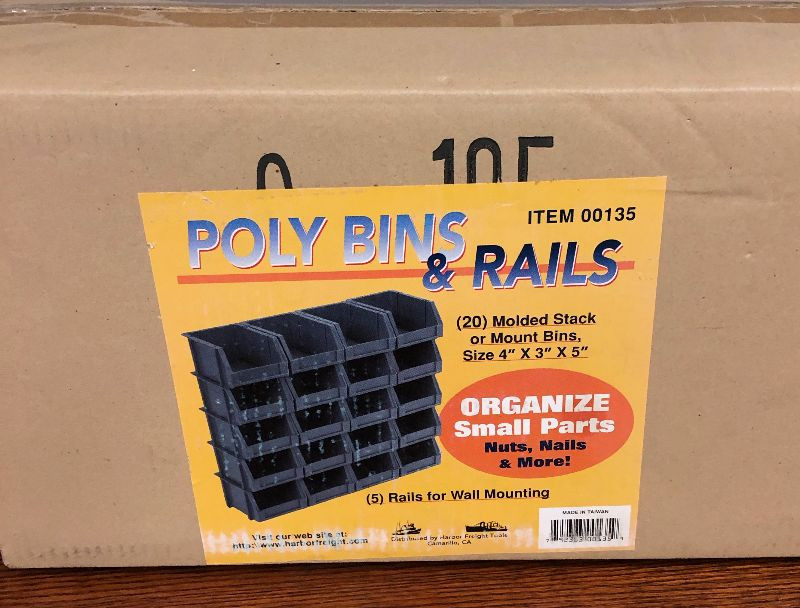 ITEM 00135
POLY BINS
& RAILS
(20) Molded Stack
or Mount Bins,
Size 4" X 3" X 5"
ORGANIZE
Small Parts
Nuts, Nails
& More!
(5) Rails for Wall Mounting
MADE IN TAIWAN
Visit our web site at:
http://www.harborfreight.com
Distributed by Harbor Freight Tools
Camarillo, CA